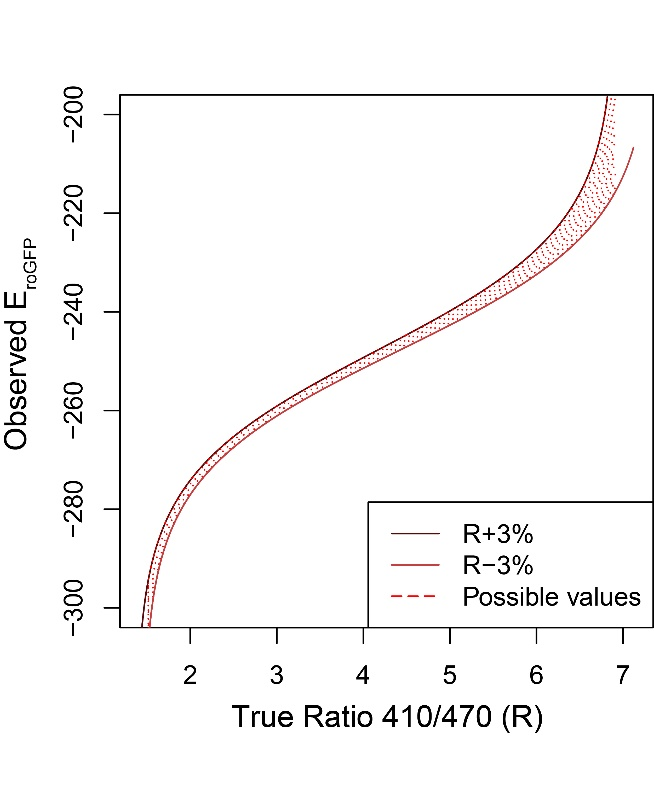 −200
−220
−240
−260
−280
−300
Observed E_roGFP
2 3 4 5 6 7
True Ratio 410/470 (R)
R+3%
R−3%
Possible values